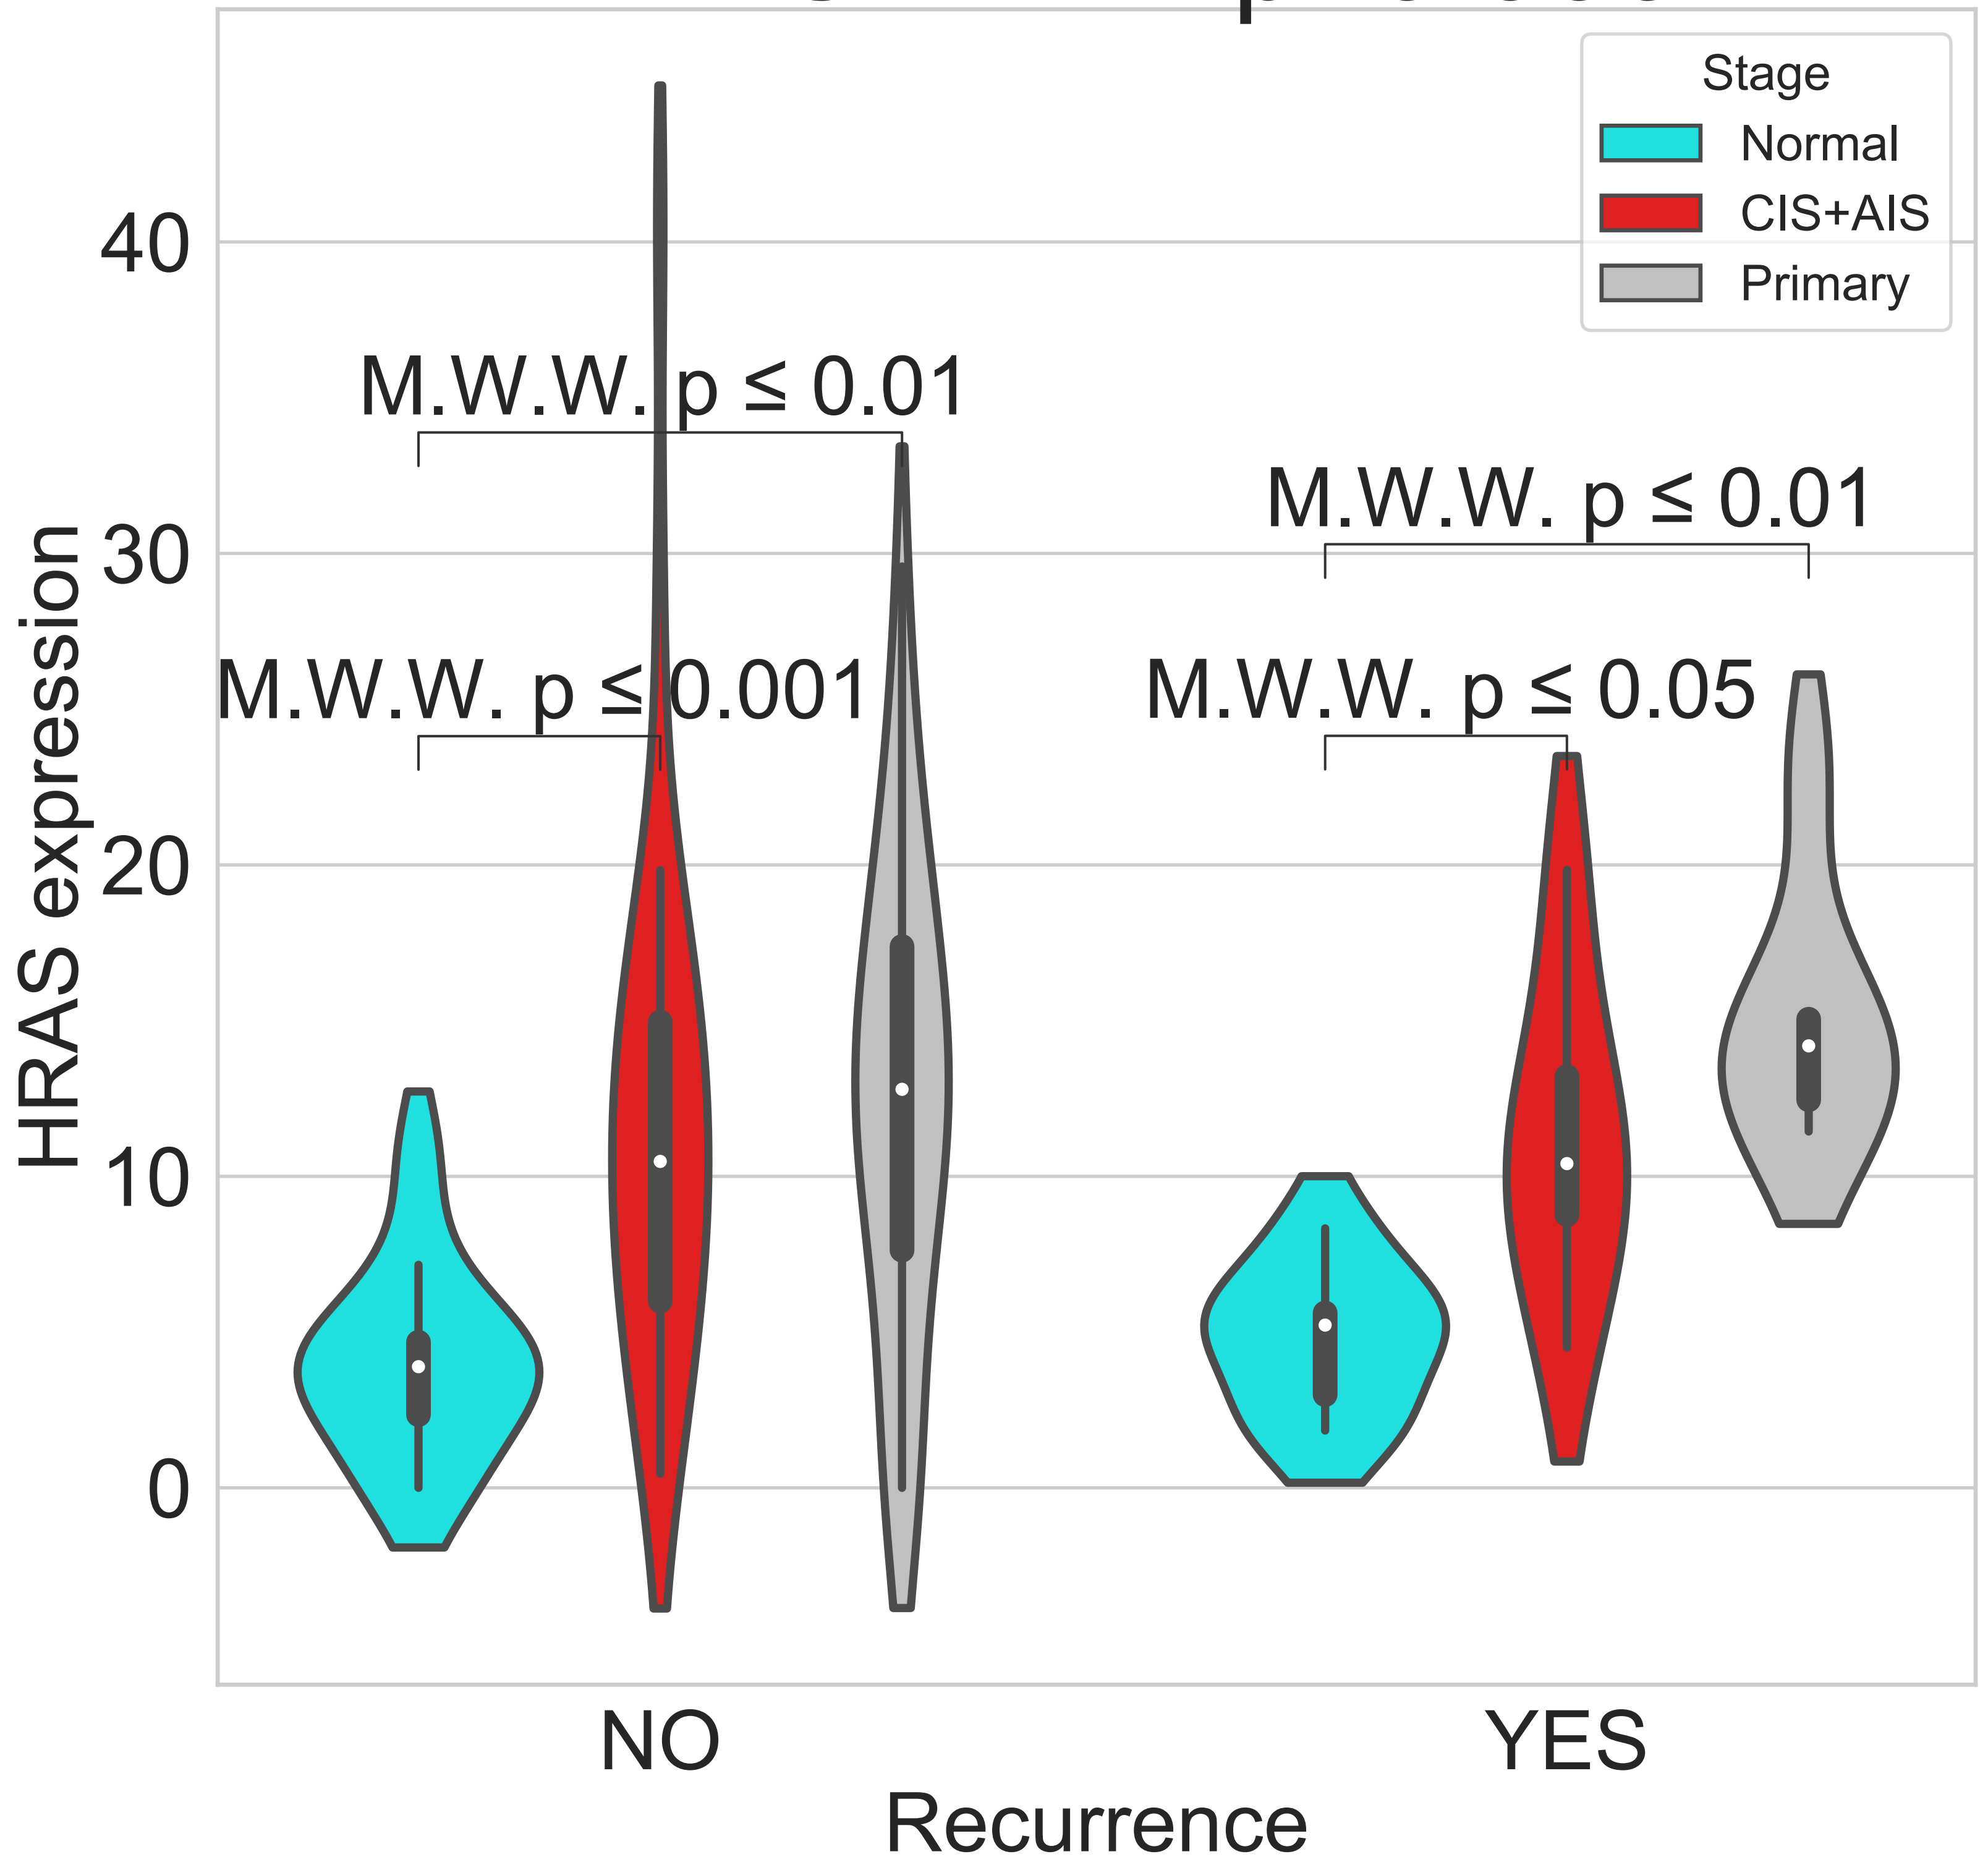 Stage
Normal
CIS+AIS
Primary
40
30
20
10
0
HRAS expression
M.W.W. p ≤ 0.01
M.W.W. p ≤ 0.01
M.W.W. p ≤ 0.001
M.W.W. p ≤ 0.05
NO
YES
Recurrence